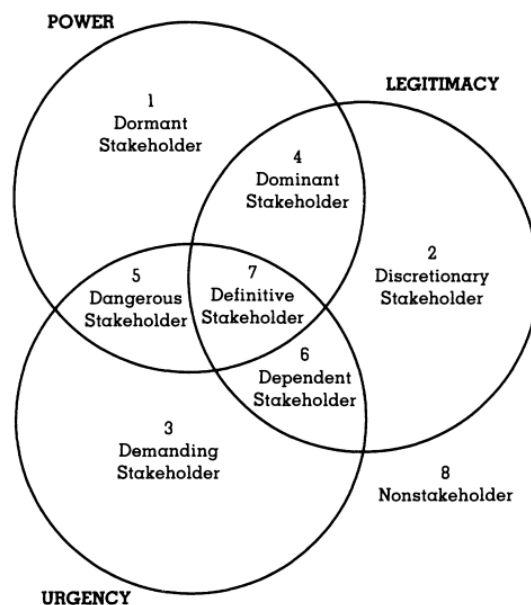 POWER
LEGITIMACY
1
Dormant
Stakeholder
4
Dominant
Stakeholder
2
Discretionary
Stakeholder
5
Dangerous
Stakeholder
7
Definitive
Stakeholder
6
Dependent
Stakeholder
3
Demanding
Stakeholder
8
Nonstakeholder
URGENCY